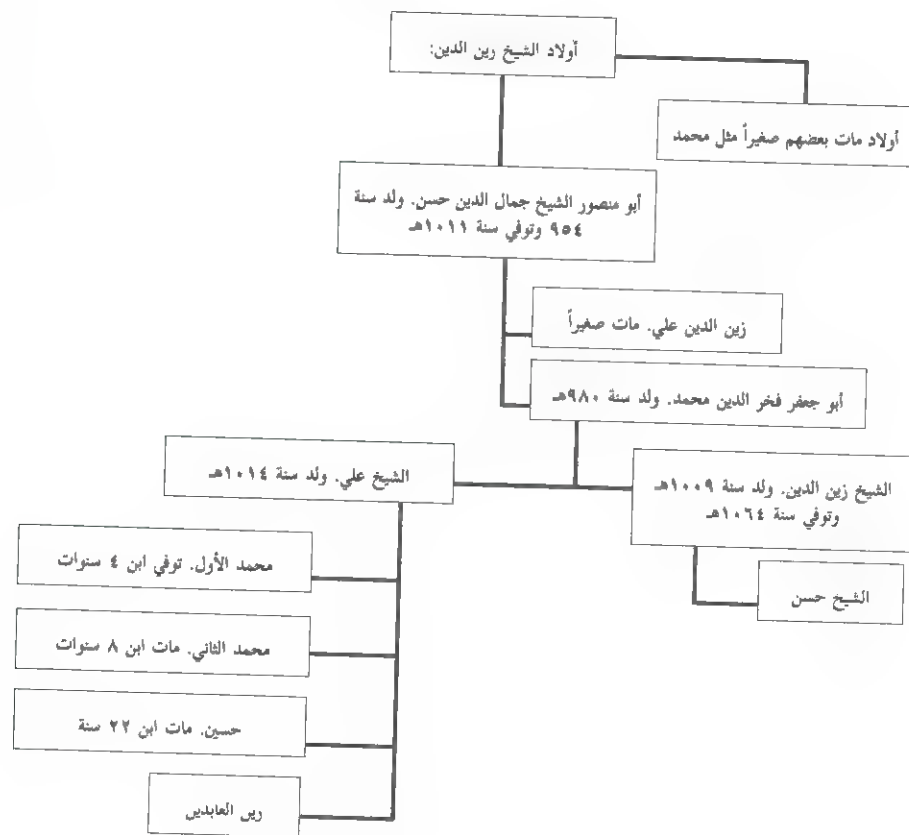 أولاد الشيخ رين الدين:
أولاد مات بعضهم صغيراً مثل محمد
أبو منصور الشيخ جمال الدين حسن. ولد سنة
٩٥٤ وتوفي سنة ١٠١١هـ
زين الدين علي. مات صغيراً
أبو جعفر فخر الدين محمد. ولد سنة ٩٨٠هـ
الشيخ زين الدين. ولد سنة ١٠٠٩هـ
وتوفي سنة ١٠٦٤هـ
الشيخ علي. ولد سنة ١٠١٤هـ
الشيخ حسن
محمد الأول. توفي ابن ٤ سنوات
محمد الثاني. مات ابن ٨ سنوات
حسين. مات ابن ٢٢ سنة
رين العابدين